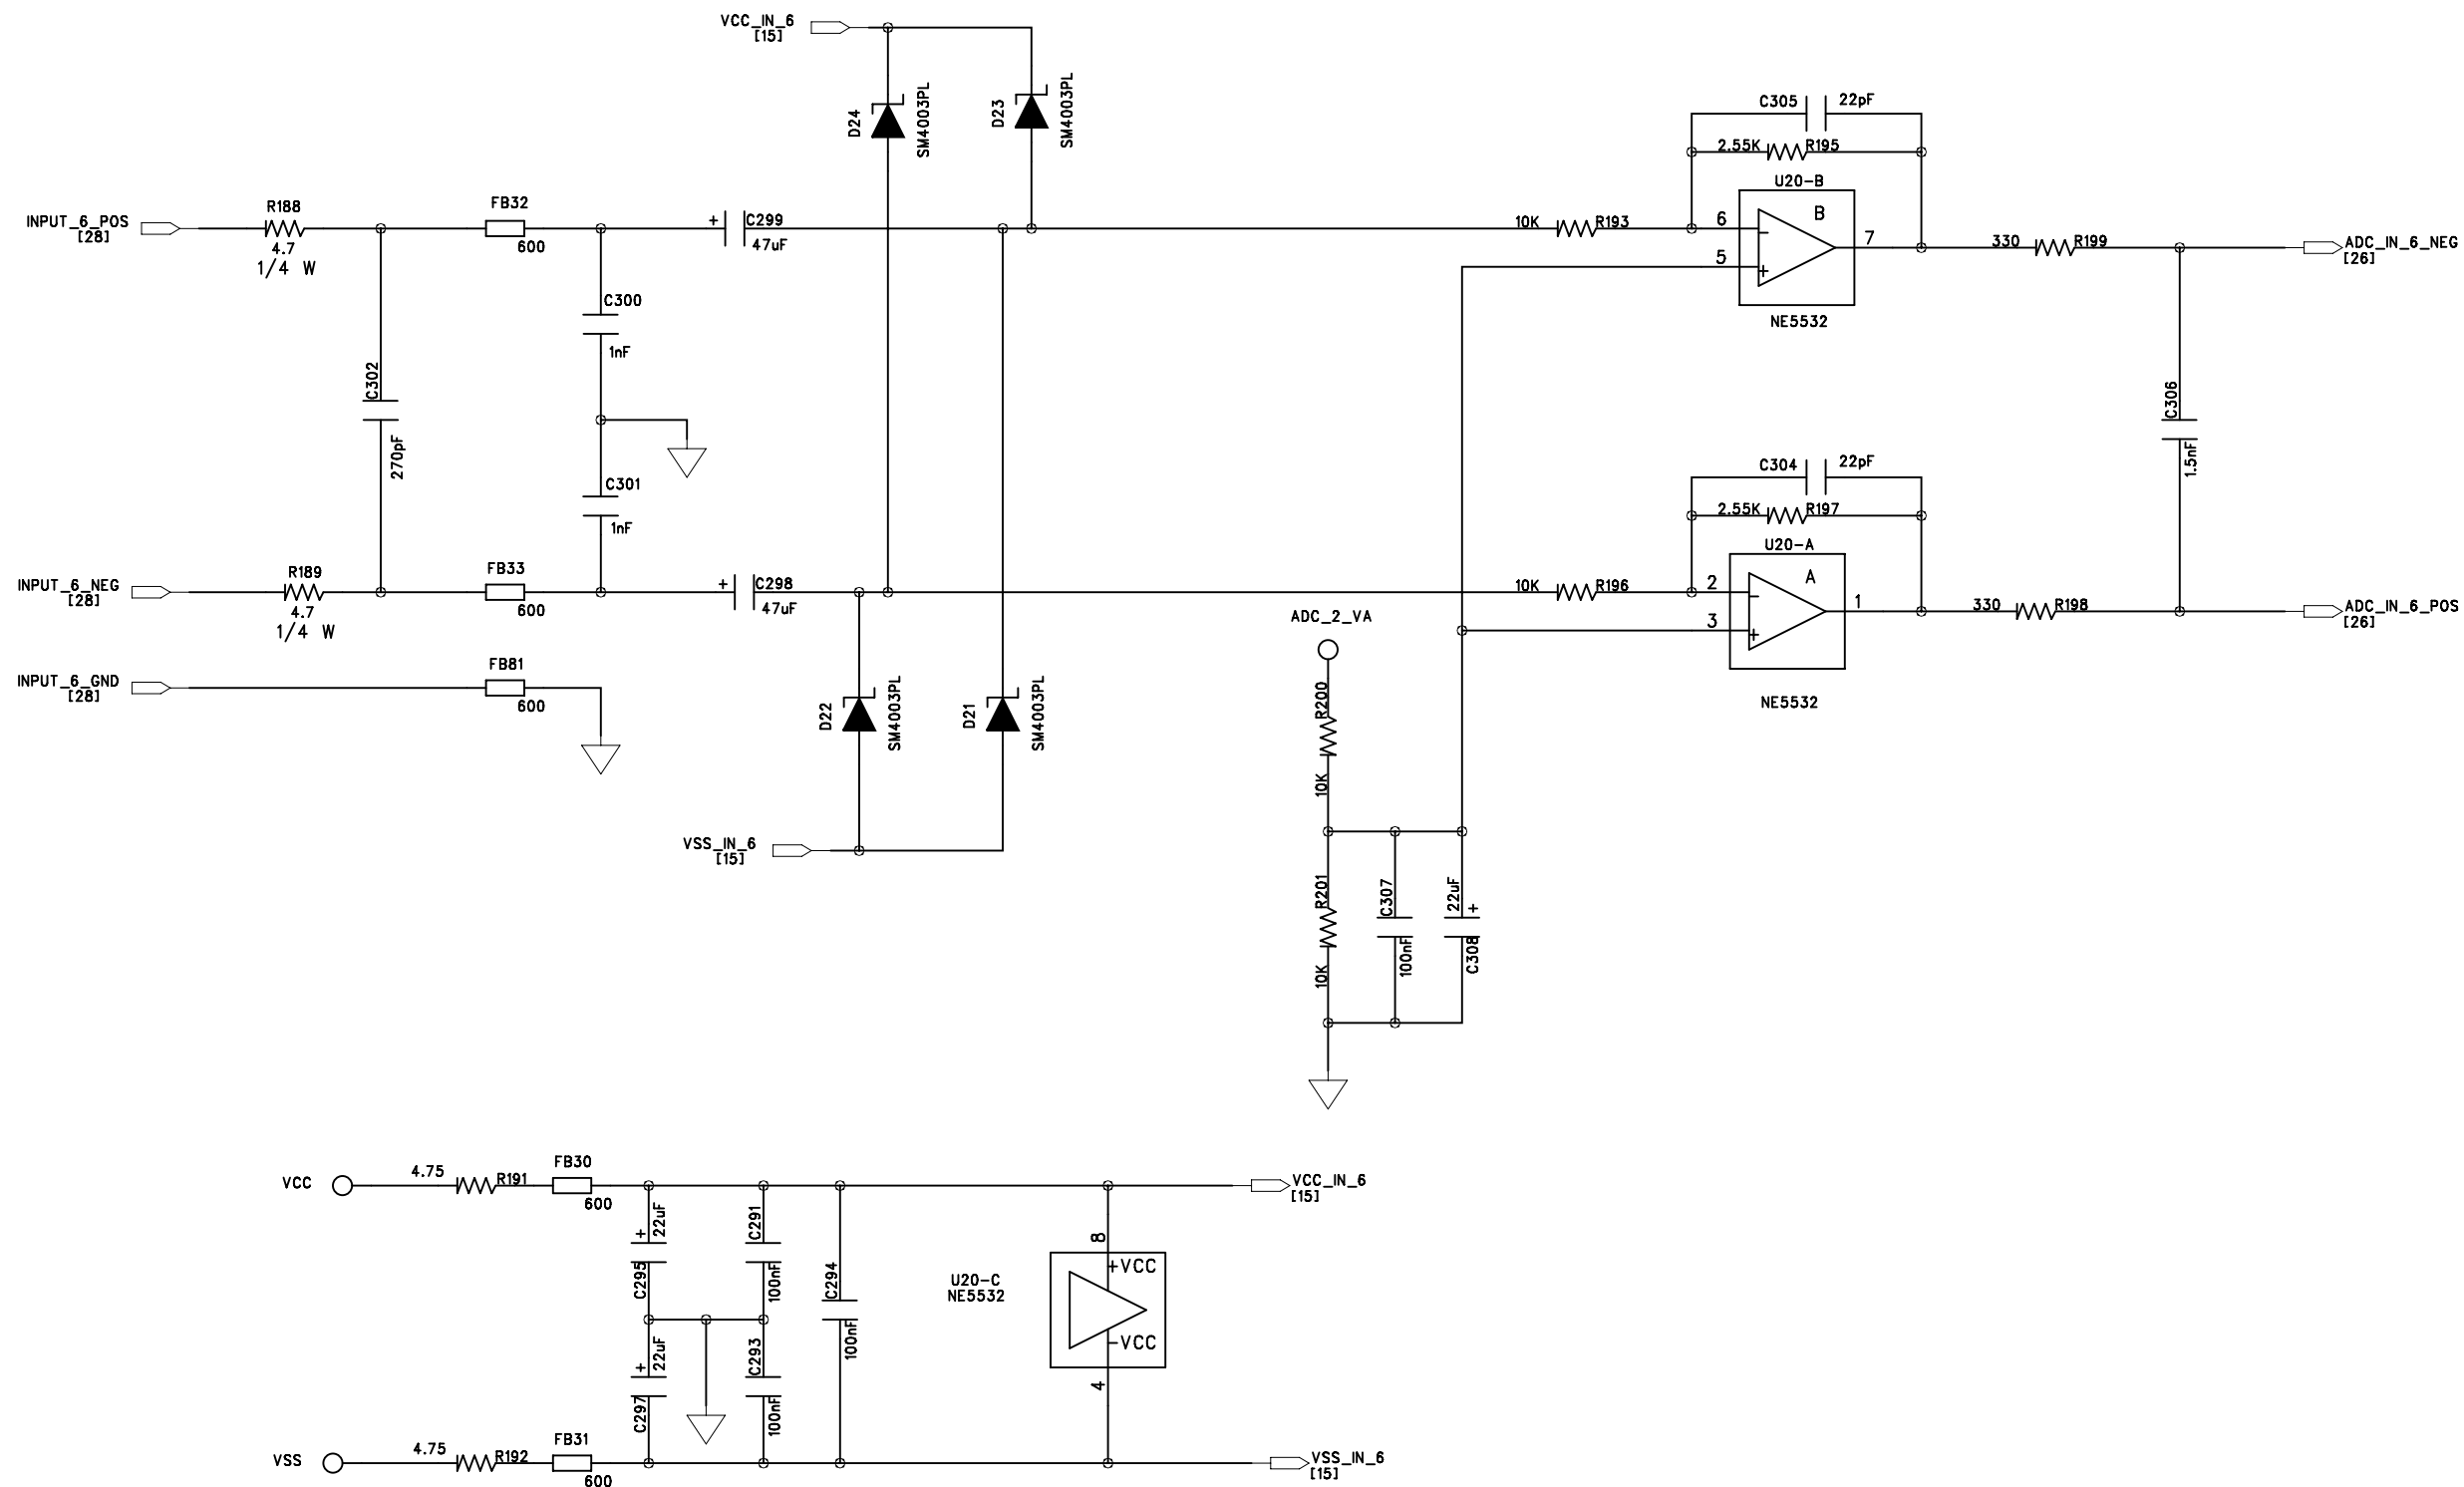 VCC_IN_6
[15]
D24
SM4003PL
D23
SM4003PL
C305
22pF
2.55K
R195
U20-B
B
INPUT_6_POS
[28]
R188
4.7
1/4 W
FB32
600
+
C299
47uF
10K
R193
6
-
5
+
7
NE5532
330
R199
ADC_IN_6_NEG
[26]
C300
1nF
C302
270pF
C306
1.5nF
C301
1nF
C304
22pF
2.55K
R197
U20-A
A
INPUT_6_NEG
[28]
R189
4.7
1/4 W
FB33
600
+
C298
47uF
10K
R196
2
-
3
+
1
NE5532
330
R198
ADC_IN_6_POS
[26]
ADC_2_VA
INPUT_6_GND
[28]
FB81
600
D22
SM4003PL
D21
SM4003PL
R200
10K
VSS_IN_6
[15]
R201
10K
C307
100nF
22uF
+
C308
VCC
4.75
R191
FB30
600
VCC_IN_6
[15]
+
22uF
C295
C291
100nF
C294
100nF
U20-C
NE5532
8
+VCC
-VCC
4
+
22uF
C297
C293
100nF
VSS
4.75
R192
FB31
600
VSS_IN_6
[15]